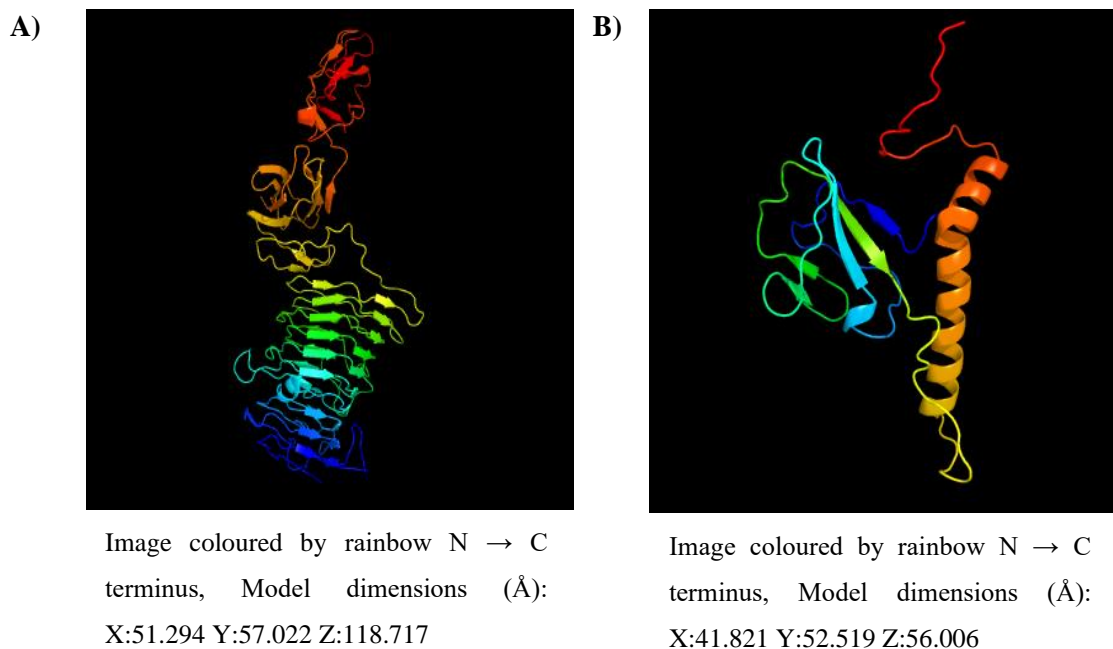 A)
B)
Image coloured by rainbow N → C
terminus, Model dimensions (Å):
X:51.294 Y:57.022 Z:118.717
Image coloured by rainbow N → C
terminus, Model dimensions (Å):
X:41.821 Y:52.519 Z:56.006